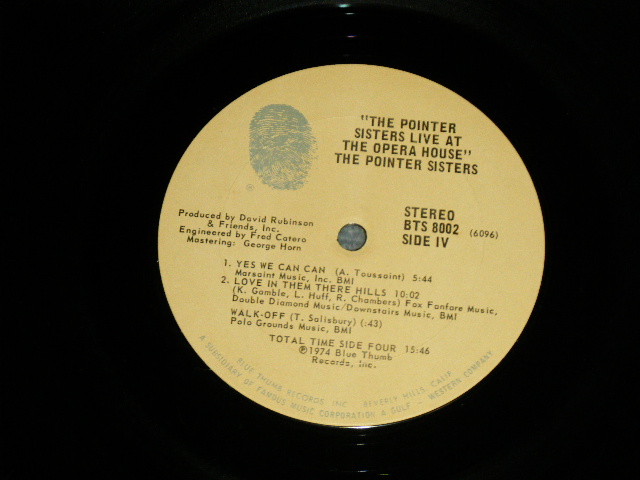 "THE POINTER
SISTERS LIVE AT
THE OPERA HOUSE"
THE POINTER SISTERS
Produced by David Rubinson
& Friends, Inc.
Engineered by Fred Catero
Mastering: George Horn
STEREO
BTS 8002 (6096)
SIDE IV
1. YES WE CAN CAN (A. Toussaint) 5:44
Marsaint Music, Inc. BMI
2. LOVE IN THEM THERE HILLS 10:02
(K. Gamble, L. Huff, R. Chambers) Fox Fanfare Music,
Double Diamond Music/Downstairs Music, BMI
WALK-OFF (T. Salisbury) (:43)
Polo Grounds Music, BMI
TOTAL TIME SIDE FOUR 15:46
℗1974 Blue Thumb
Records, Inc.
BLUE THUMB RECORDS INC. BEVERLY HILLS, CALIF.
A SUBSIDIARY OF FAMOUS MUSIC CORPORATION A GULF + WESTERN COMPANY